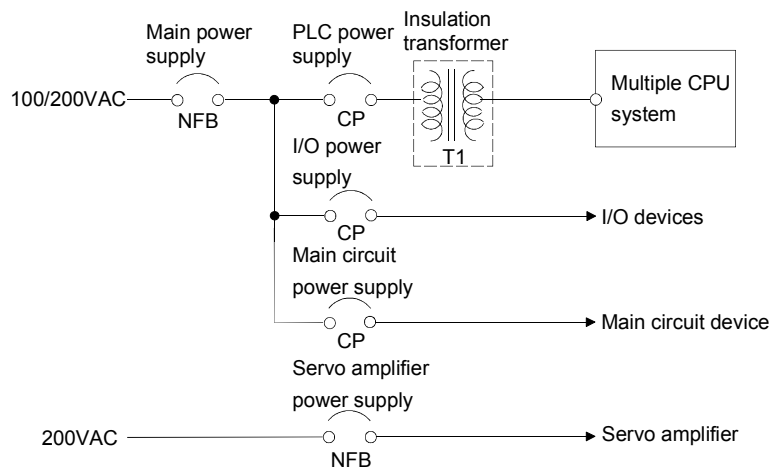 Main power
supply
PLC power
supply
Insulation
transformer
100/200VAC
NFB
CP
T1
Multiple CPU
system
I/O power
supply
CP
I/O devices
Main circuit
power supply
CP
Main circuit device
Servo amplifier
power supply
200VAC
NFB
Servo amplifier